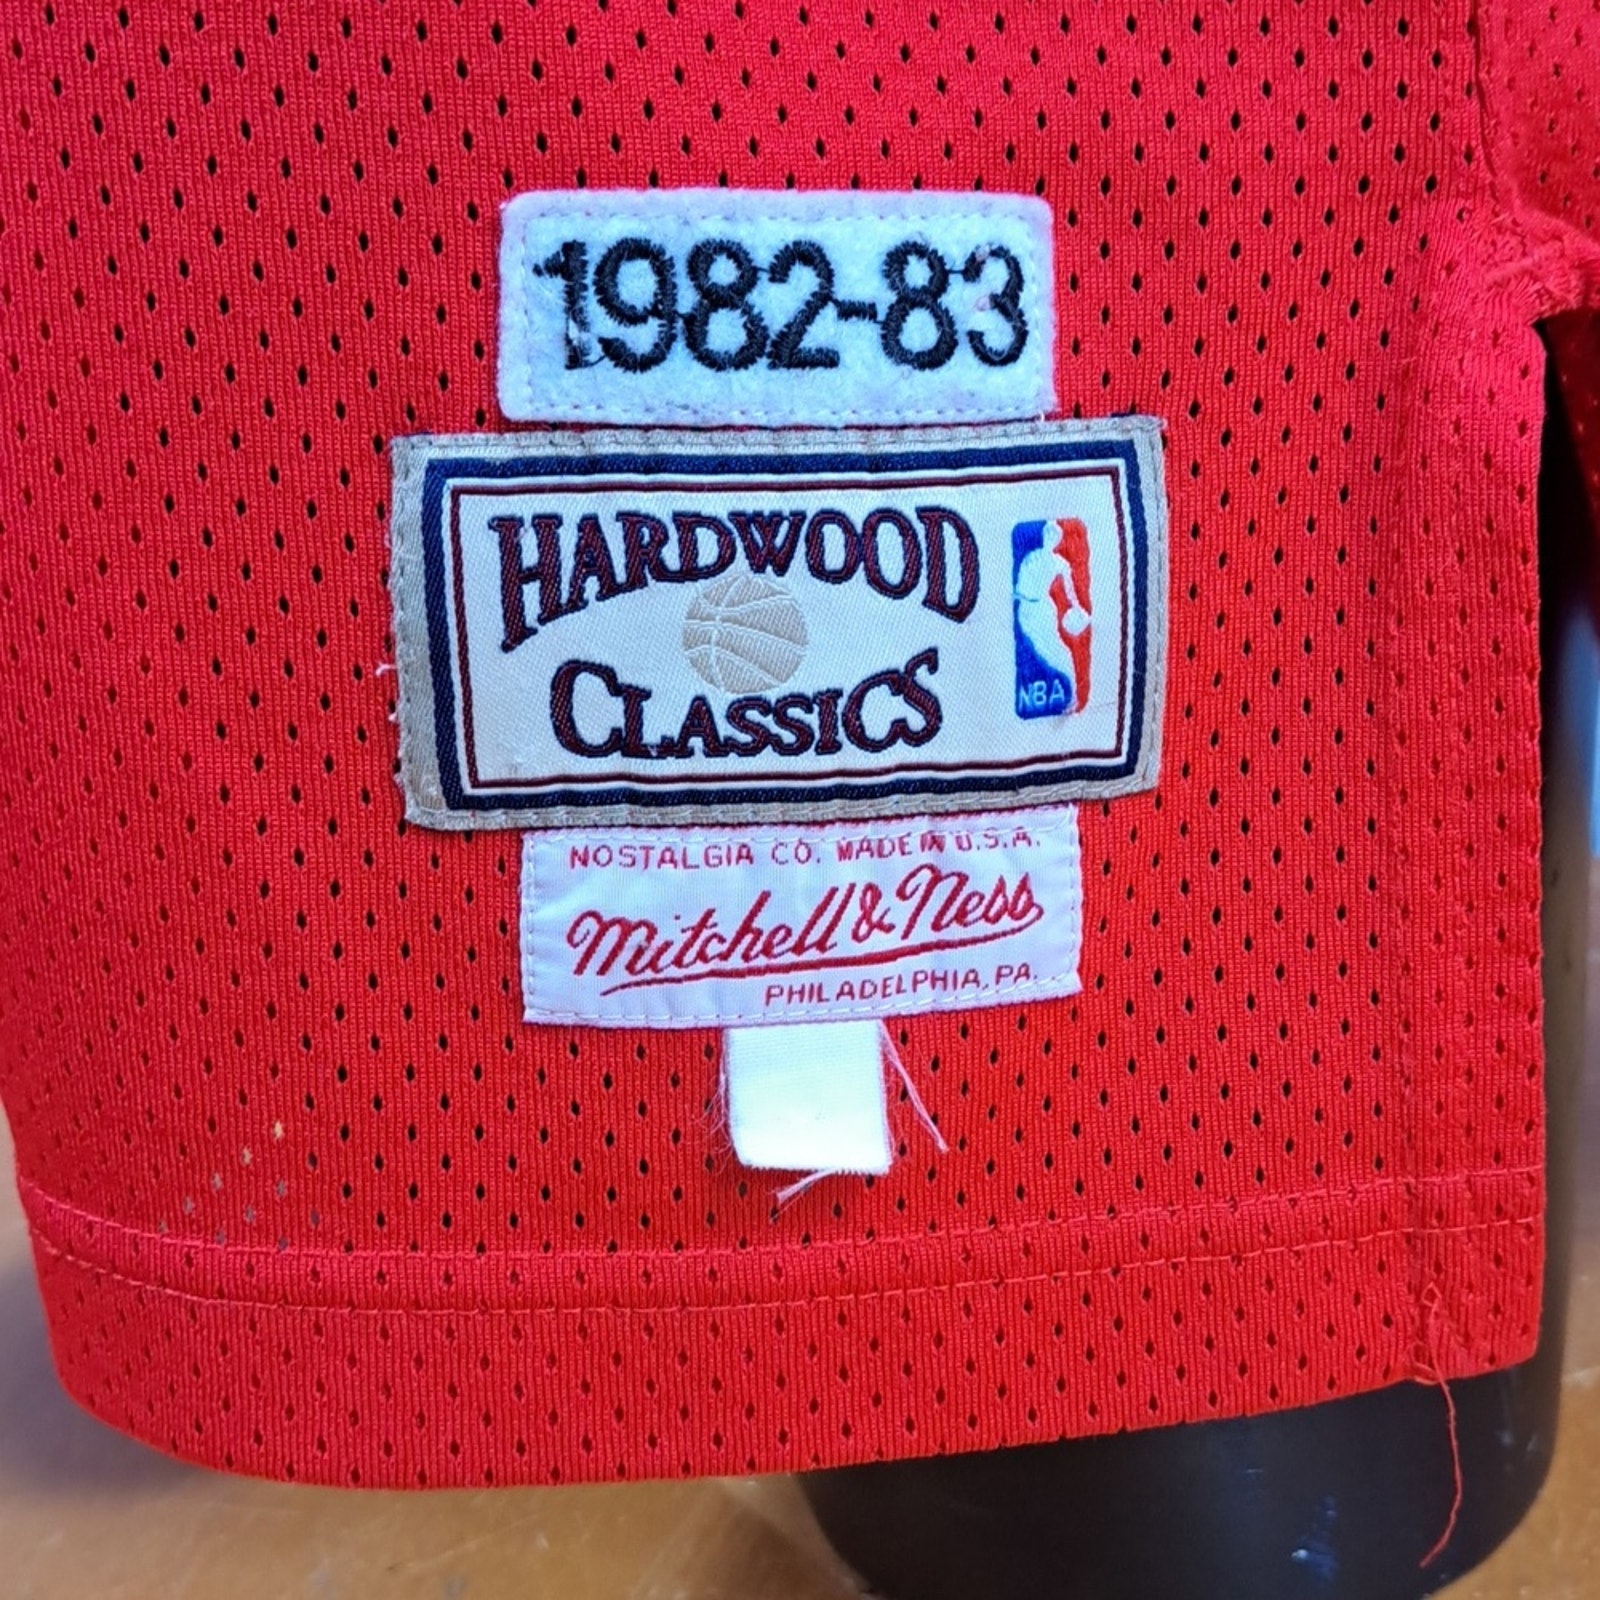 1982-83
HARDWOOD
CLASSICS
NBA
NOSTALGIA CO. MADE IN U.S.A.
Mitchell & Ness
PHILADELPHIA, PA.